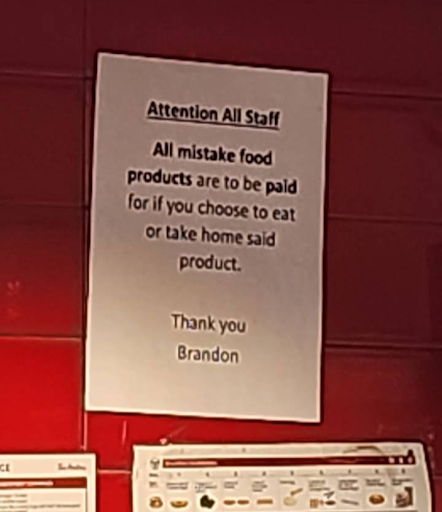 Attention All Staff
All mistake food
products are to be paid
for if you choose to eat
or take home said
product.
Thank you
Brandon